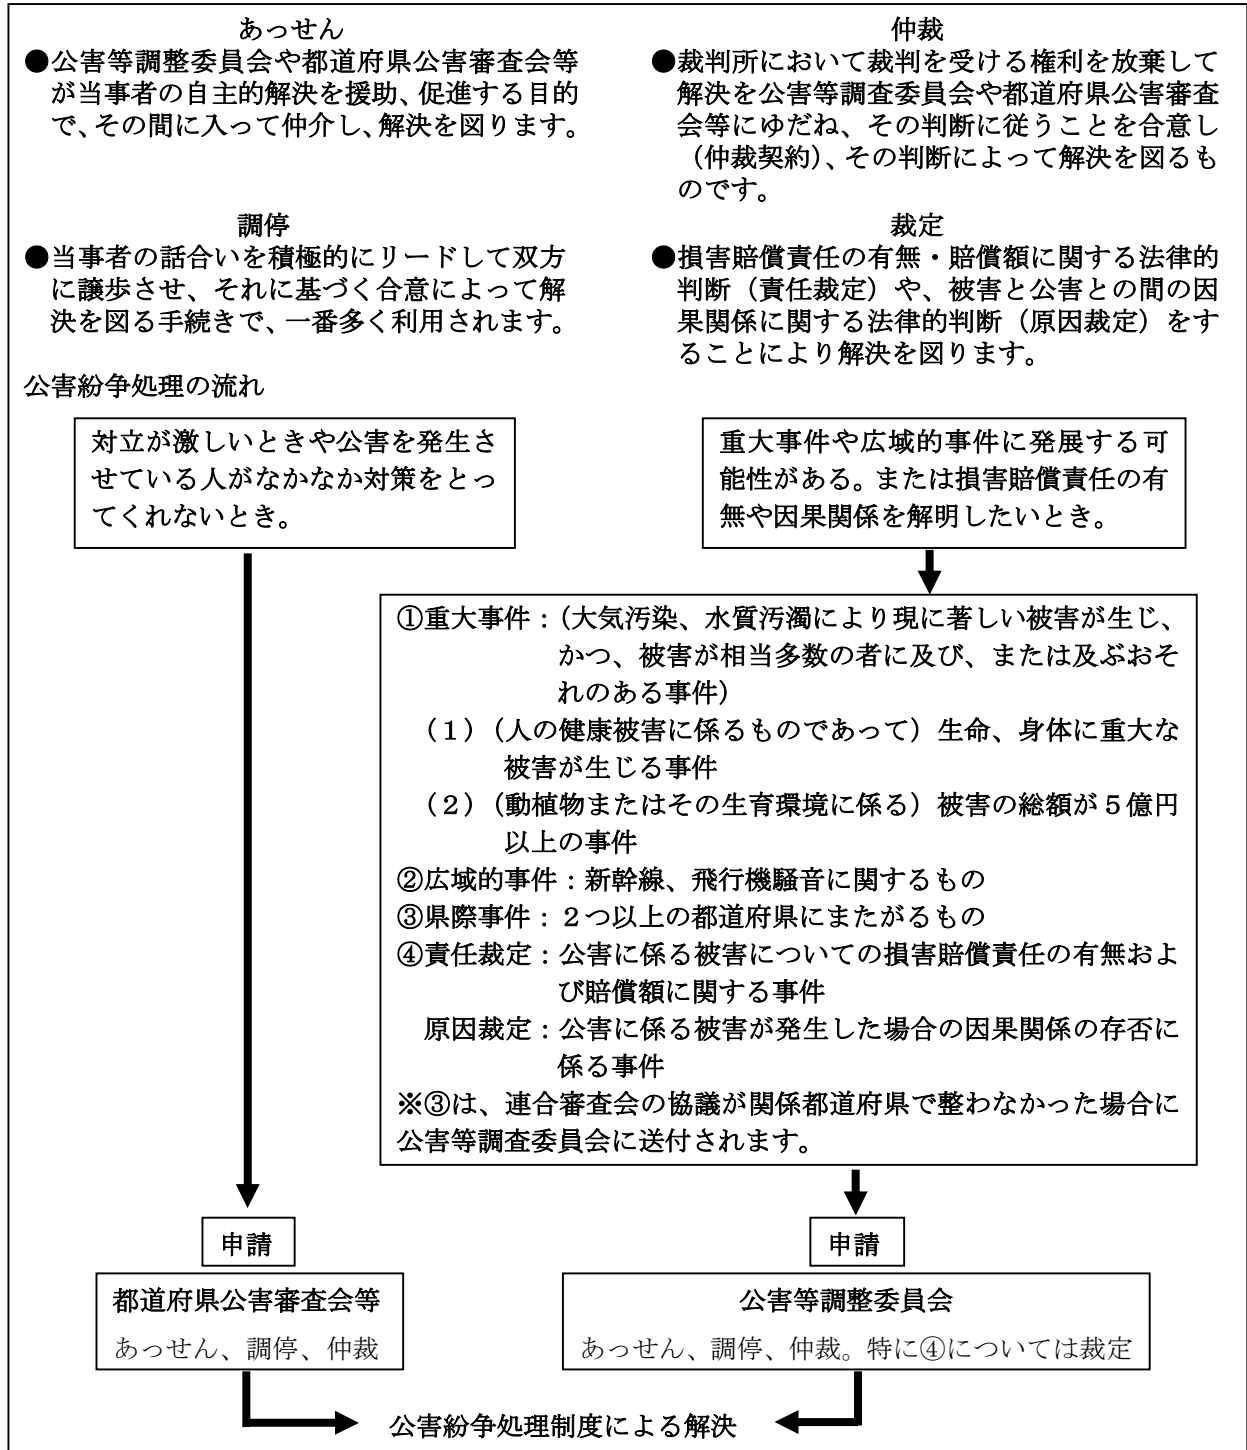 あっせん
●公害等調整委員会や都道府県公害審査会等
が当事者の自主的解決を援助、促進する目的
で、その間に入って仲介し、解決を図ります。
仲裁
●裁判所において裁判を受ける権利を放棄して
解決を公害等調査委員会や都道府県公害審査
会等にゆだね、その判断に従うことを合意し
（仲裁契約）、その判断によって解決を図るも
のです。
調停
●当事者の話合いを積極的にリードして双方
に譲歩させ、それに基づく合意によって解
決を図る手続きで、一番多く利用されます。
裁定
●損害賠償責任の有無・賠償額に関する法律的
判断（責任裁定）や、被害と公害との間の因
果関係に関する法律的判断（原因裁定）をす
ることにより解決を図ります。
公害紛争処理の流れ
対立が激しいときや公害を発生さ
せている人がなかなか対策をとっ
てくれないとき。
重大事件や広域的事件に発展する可
能性がある。または損害賠償責任の有
無や因果関係を解明したいとき。
①重大事件：（大気汚染、水質汚濁により現に著しい被害が生じ、
かつ、被害が相当多数の者に及び、または及ぶおそ
れのある事件）
（１）（人の健康被害に係るものであって）生命、身体に重大な
被害が生じる事件
（２）（動植物またはその生育環境に係る）被害の総額が５億円
以上の事件
②広域的事件：新幹線、飛行機騒音に関するもの
③県際事件：２つ以上の都道府県にまたがるもの
④責任裁定：公害に係る被害についての損害賠償責任の有無およ
び賠償額に関する事件
原因裁定：公害に係る被害が発生した場合の因果関係の存否に
係る事件
※③は、連合審査会の協議が関係都道府県で整わなかった場合に
公害等調査委員会に送付されます。
申請
都道府県公害審査会等
あっせん、調停、仲裁
申請
公害等調整委員会
あっせん、調停、仲裁。特に④については裁定
公害紛争処理制度による解決